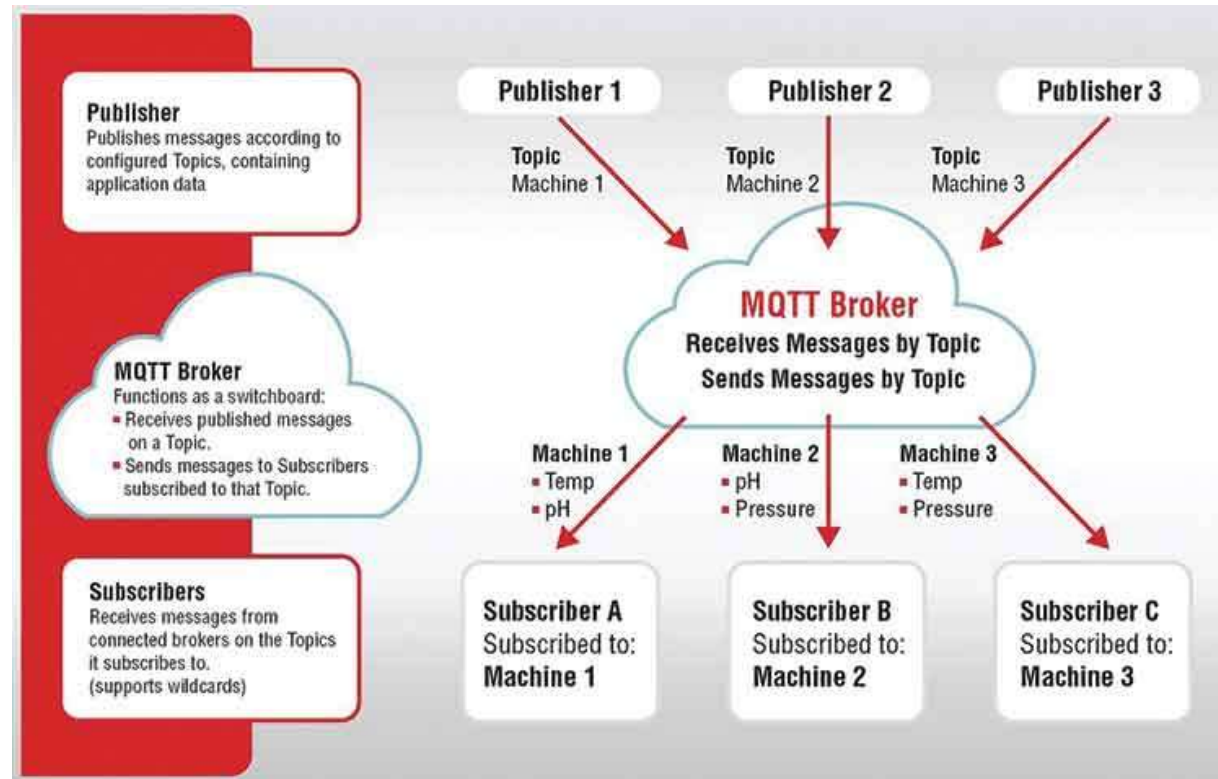 Publisher
Publishes messages according to
configured Topics, containing
application data
MQTT Broker
Functions as a switchboard:
▪ Receives published messages
on a Topic.
▪ Sends messages to Subscribers
subscribed to that Topic.
Subscribers
Receives messages from
connected brokers on the Topics
it subscribes to.
(supports wildcards)
Publisher 1
Publisher 2
Publisher 3
Topic
Machine 1
Topic
Machine 2
Topic
Machine 3
MQTT Broker
Receives Messages by Topic
Sends Messages by Topic
Machine 1
▪ Temp
▪ pH
Machine 2
▪ pH
▪ Pressure
Machine 3
▪ Temp
▪ Pressure
Subscriber A
Subscribed to:
Machine 1
Subscriber B
Subscribed to:
Machine 2
Subscriber C
Subscribed to:
Machine 3